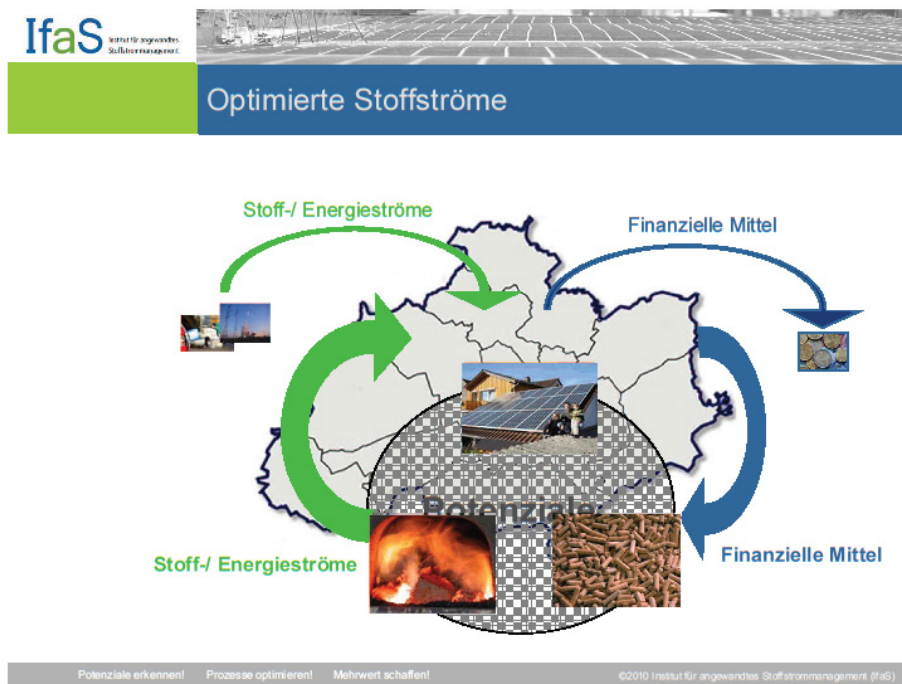 IfaS
Institut für angewandtes
Stoffstrommanagement
Optimierte Stoffströme
Stoff-/ Energieströme
Finanzielle Mittel
Potenziale
Stoff-/ Energieströme
Finanzielle Mittel
Potenziale erkennen! Prozesse optimieren! Mehrwert schaffen!
©2010 Institut für angewandtes Stoffstrommanagement (IfaS)